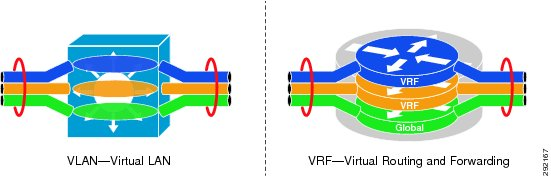 VRF
VRF
Global
VLAN—Virtual LAN
VRF—Virtual Routing and Forwarding
292167